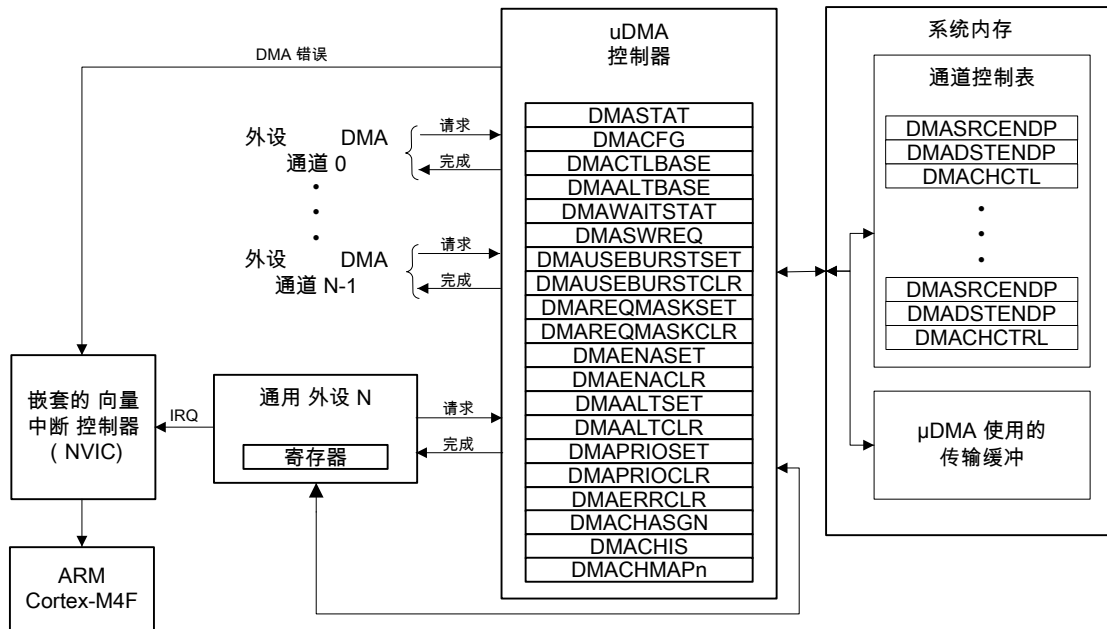 DMA 错误
外设 DMA
通道 0
请求
完成
外设 DMA
通道 N-1
请求
完成
嵌套的 向量
中断 控制器
( NVIC)
IRQ
通用 外设 N
寄存器
请求
完成
ARM
Cortex-M4F
uDMA
控制器
DMASTAT
DMACFG
DMACTLBASE
DMAALTBASE
DMAWAITSTAT
DMASWREQ
DMAUSEBURSTSET
DMAUSEBURSTCLR
DMAREQMASKSET
DMAREQMASKCLR
DMAENASET
DMAENACLR
DMAALTSET
DMAALTCLR
DMAPRIOSET
DMAPRIOCLR
DMAERRCLR
DMACHASGN
DMACHIS
DMACHMAPn
系统内存
通道控制表
DMASRCENDP
DMADSTENDP
DMACHCTL
DMASRCENDP
DMADSTENDP
DMACHCTRL
µDMA 使用的
传输缓冲